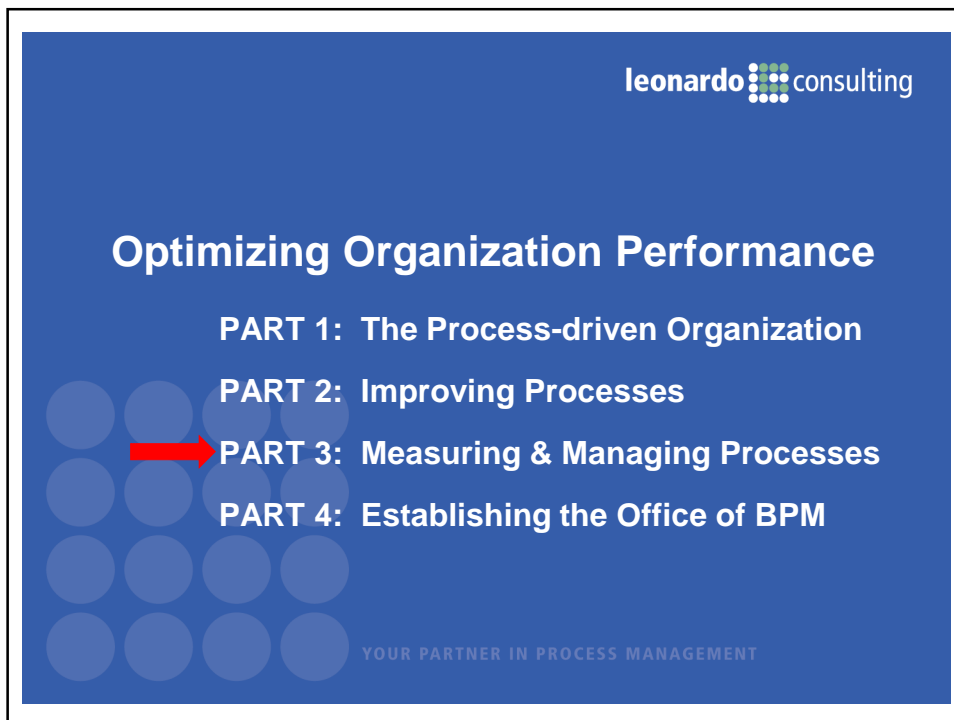 leonardo consulting
Optimizing Organization Performance
PART 1: The Process-driven Organization
PART 2: Improving Processes
PART 3: Measuring & Managing Processes
PART 4: Establishing the Office of BPM
YOUR PARTNER IN PROCESS MANAGEMENT